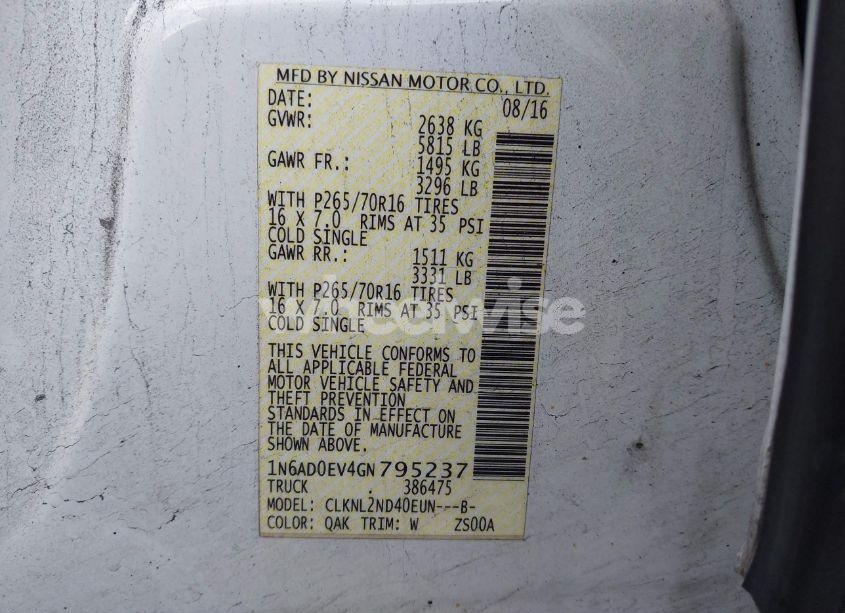 MFD BY NISSAN MOTOR CO., LTD.
DATE: 08/16
GVWR: 2638 KG
5815 LB
GAWR FR.: 1495 KG
3296 LB
WITH P265/70R16 TIRES
16 X 7.0 RIMS AT 35 PSI
COLD SINGLE
GAWR RR.: 1511 KG
3331 LB
WITH P265/70R16 TIRES
16 X 7.0 RIMS AT 35 PSI
COLD SINGLE
wheelwise
THIS VEHICLE CONFORMS TO
ALL APPLICABLE FEDERAL
MOTOR VEHICLE SAFETY AND
THEFT PREVENTION
STANDARDS IN EFFECT ON
THE DATE OF MANUFACTURE
SHOWN ABOVE.
1N6AD0EV4GN795237
TRUCK . 386475
MODEL: CLKNL2ND40EUN---B-
COLOR: QAK TRIM: W ZS00A